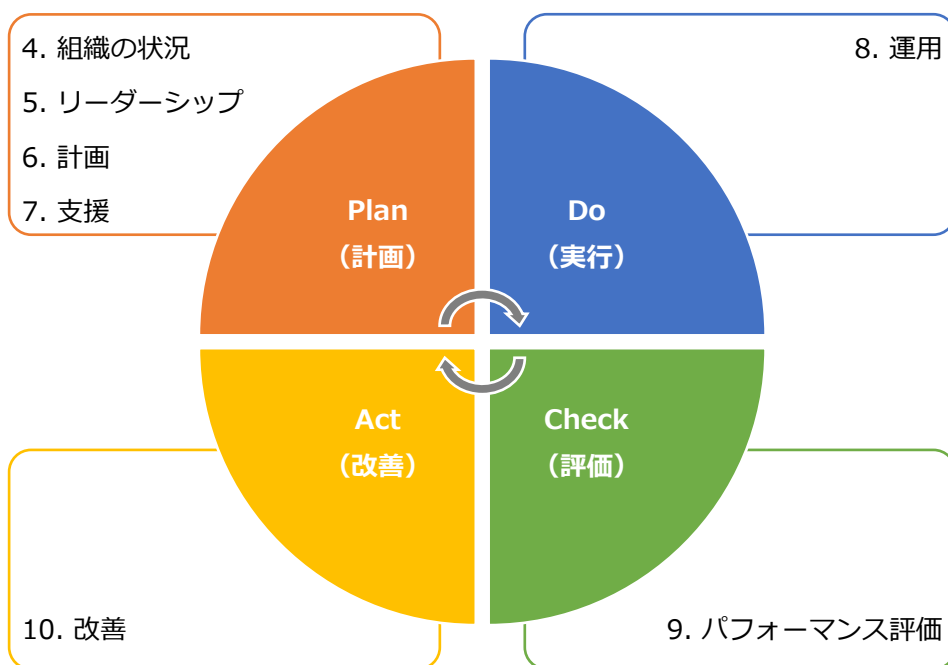 4. 組織の状況
5. リーダーシップ
6. 計画
7. 支援
8. 運用
Plan
（計画）
Do
（実行）
Act
（改善）
Check
（評価）
10. 改善
9. パフォーマンス評価